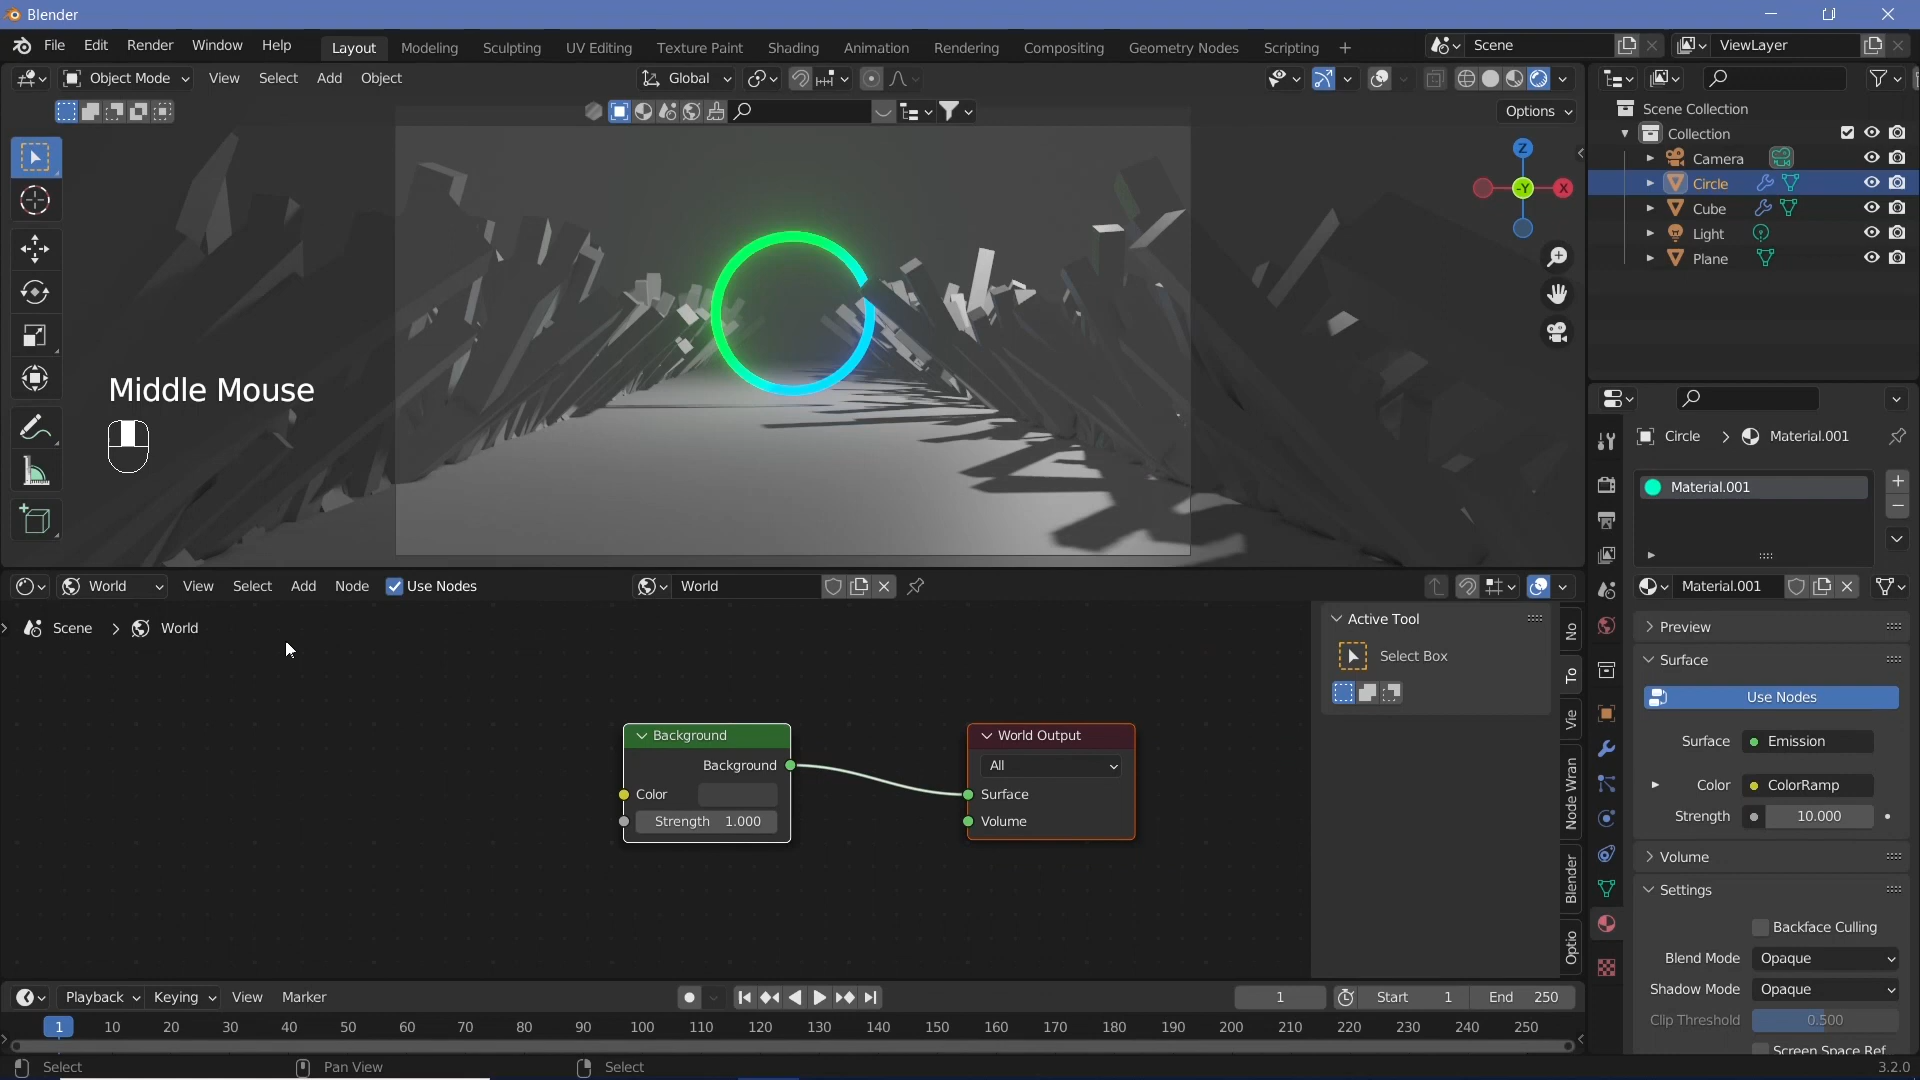 Blender
File Edit Render Window Help Layout Modeling Sculpting UV Editing Texture Paint Shading Animation Rendering Compositing Geometry Nodes Scripting + Scene ViewLayer
Object Mode View Select Add Object Global
Options
Scene Collection
Collection
Camera
Circle
Cube
Light
Plane
Z
-Y X
Middle Mouse
Circle > Material.001
Material.001
World View Select Add Node Use Nodes World
Material.001
Scene > World
Active Tool
Select Box
No
To
Vie
Node Wran
Blender
Optio
Background
Background
Color
Strength 1.000
World Output
All
Surface
Volume
Preview
Surface
Use Nodes
Surface Emission
Color ColorRamp
Strength 10.000
Volume
Settings
Backface Culling
Blend Mode Opaque
Shadow Mode Opaque
Clip Threshold 0.500
Screen Space Ref
Playback Keying View Marker 1 Start 1 End 250
1 10 20 30 40 50 60 70 80 90 100 110 120 130 140 150 160 170 180 190 200 210 220 230 240 250
Select Pan View Select 3.2.0